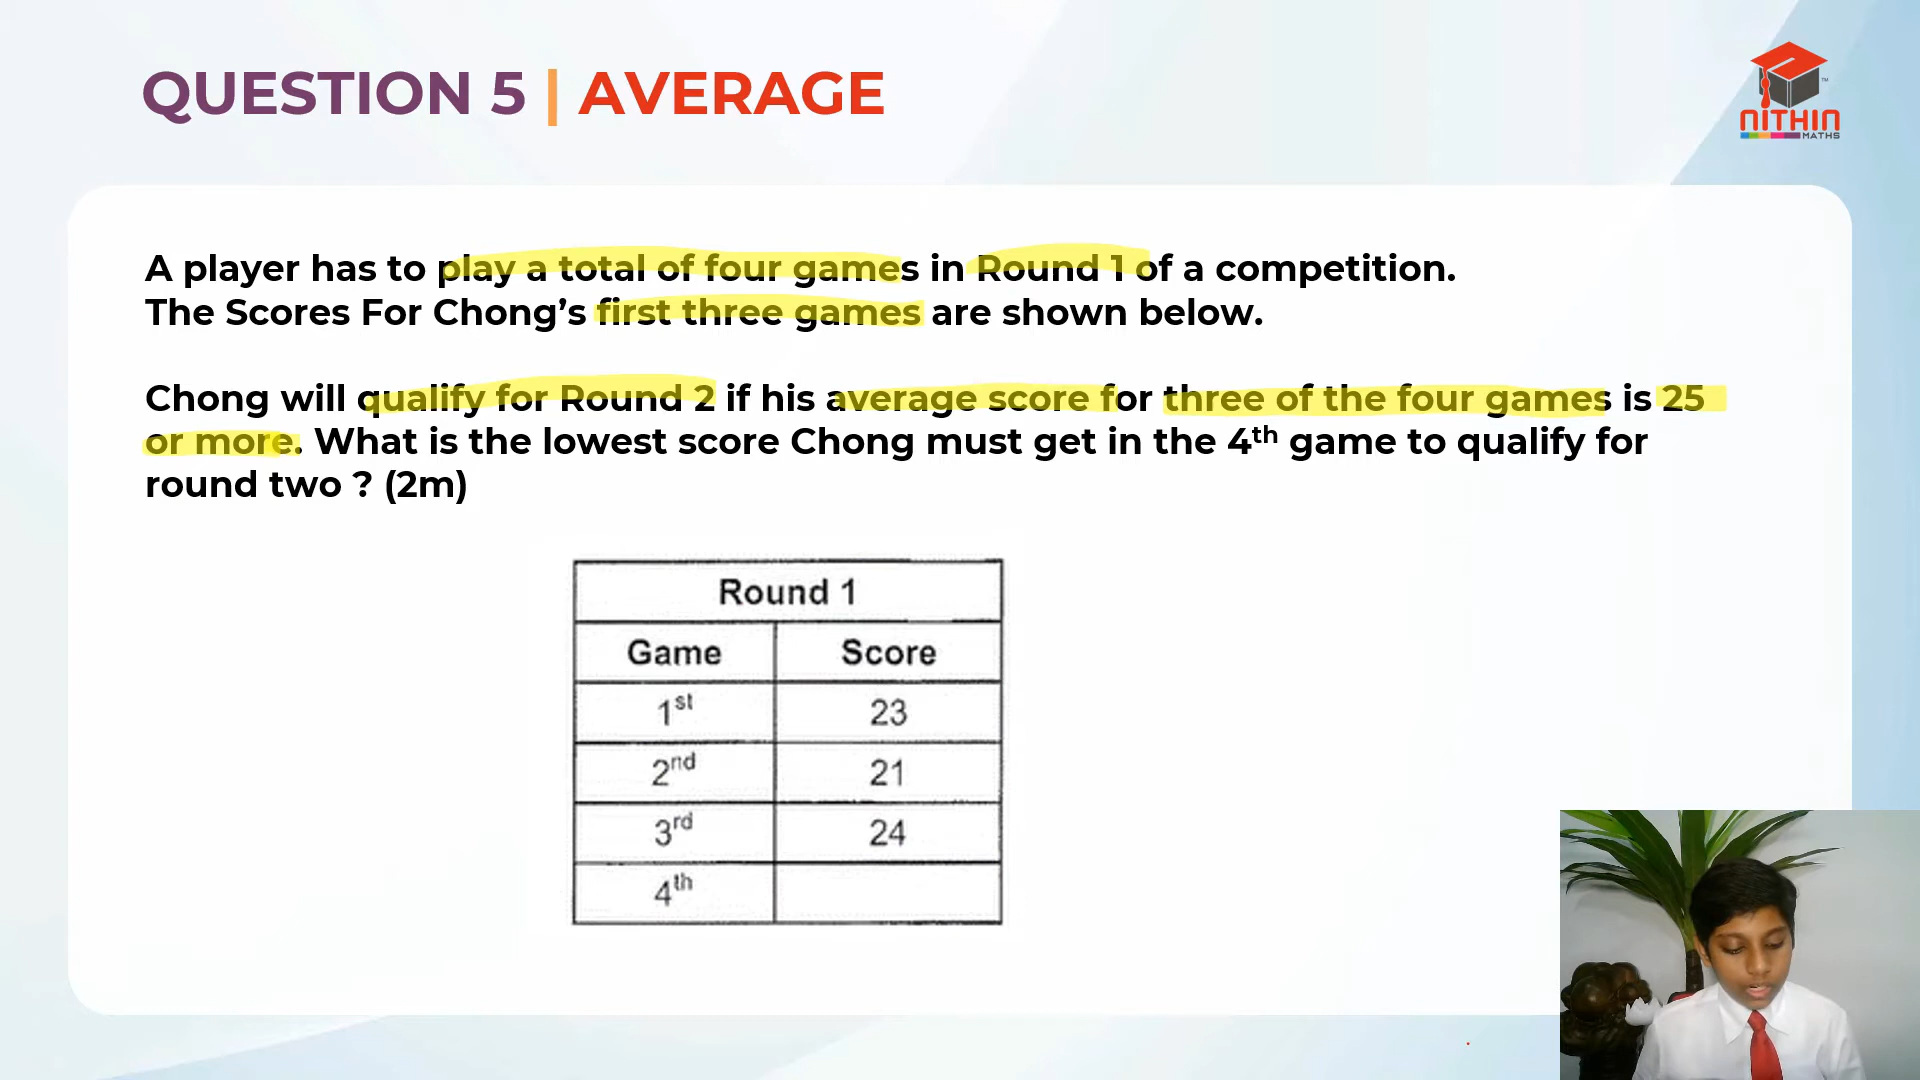 QUESTION 5 | AVERAGE
NITHIN
MATHS
TM
A player has to play a total of four games in Round 1 of a competition.
The Scores For Chong’s first three games are shown below.
Chong will qualify for Round 2 if his average score for three of the four games is 25
or more. What is the lowest score Chong must get in the 4th game to qualify for
round two ? (2m)
Round 1
Game Score
1st 23
2nd 21
3rd 24
4th